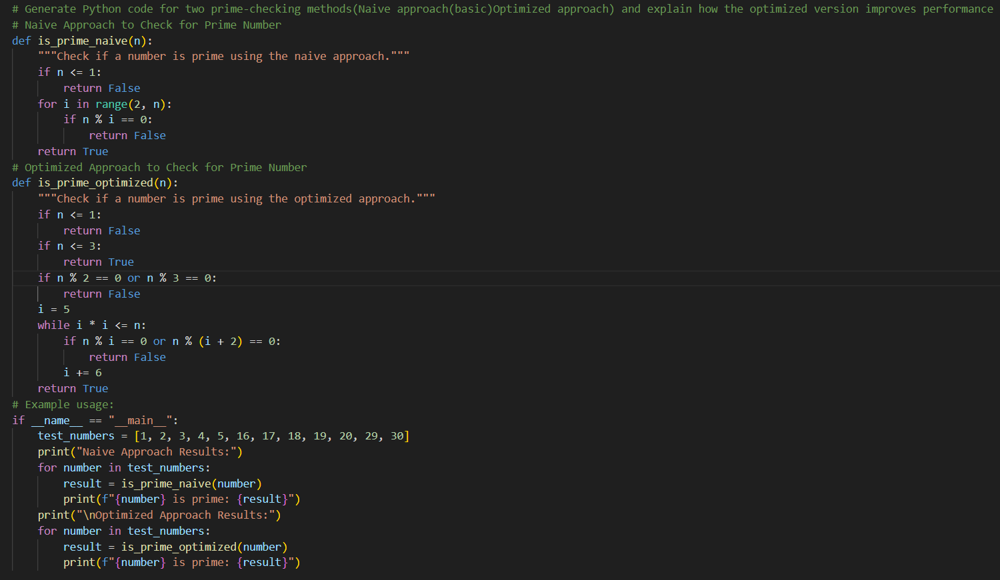 # Generate Python code for two prime-checking methods(Naive approach(basic)Optimized approach) and explain how the optimized version improves performance
# Naive Approach to Check for Prime Number
def is_prime_naive(n):
    """Check if a number is prime using the naive approach."""
    if n <= 1:
        return False
    for i in range(2, n):
        if n % i == 0:
            return False
    return True
# Optimized Approach to Check for Prime Number
def is_prime_optimized(n):
    """Check if a number is prime using the optimized approach."""
    if n <= 1:
        return False
    if n <= 3:
        return True
    if n % 2 == 0 or n % 3 == 0:
        return False
    i = 5
    while i * i <= n:
        if n % i == 0 or n % (i + 2) == 0:
            return False
        i += 6
    return True
# Example usage:
if __name__ == "__main__":
    test_numbers = [1, 2, 3, 4, 5, 16, 17, 18, 19, 20, 29, 30]
    print("Naive Approach Results:")
    for number in test_numbers:
        result = is_prime_naive(number)
        print(f"{number} is prime: {result}")
    print("\nOptimized Approach Results:")
    for number in test_numbers:
        result = is_prime_optimized(number)
        print(f"{number} is prime: {result}")